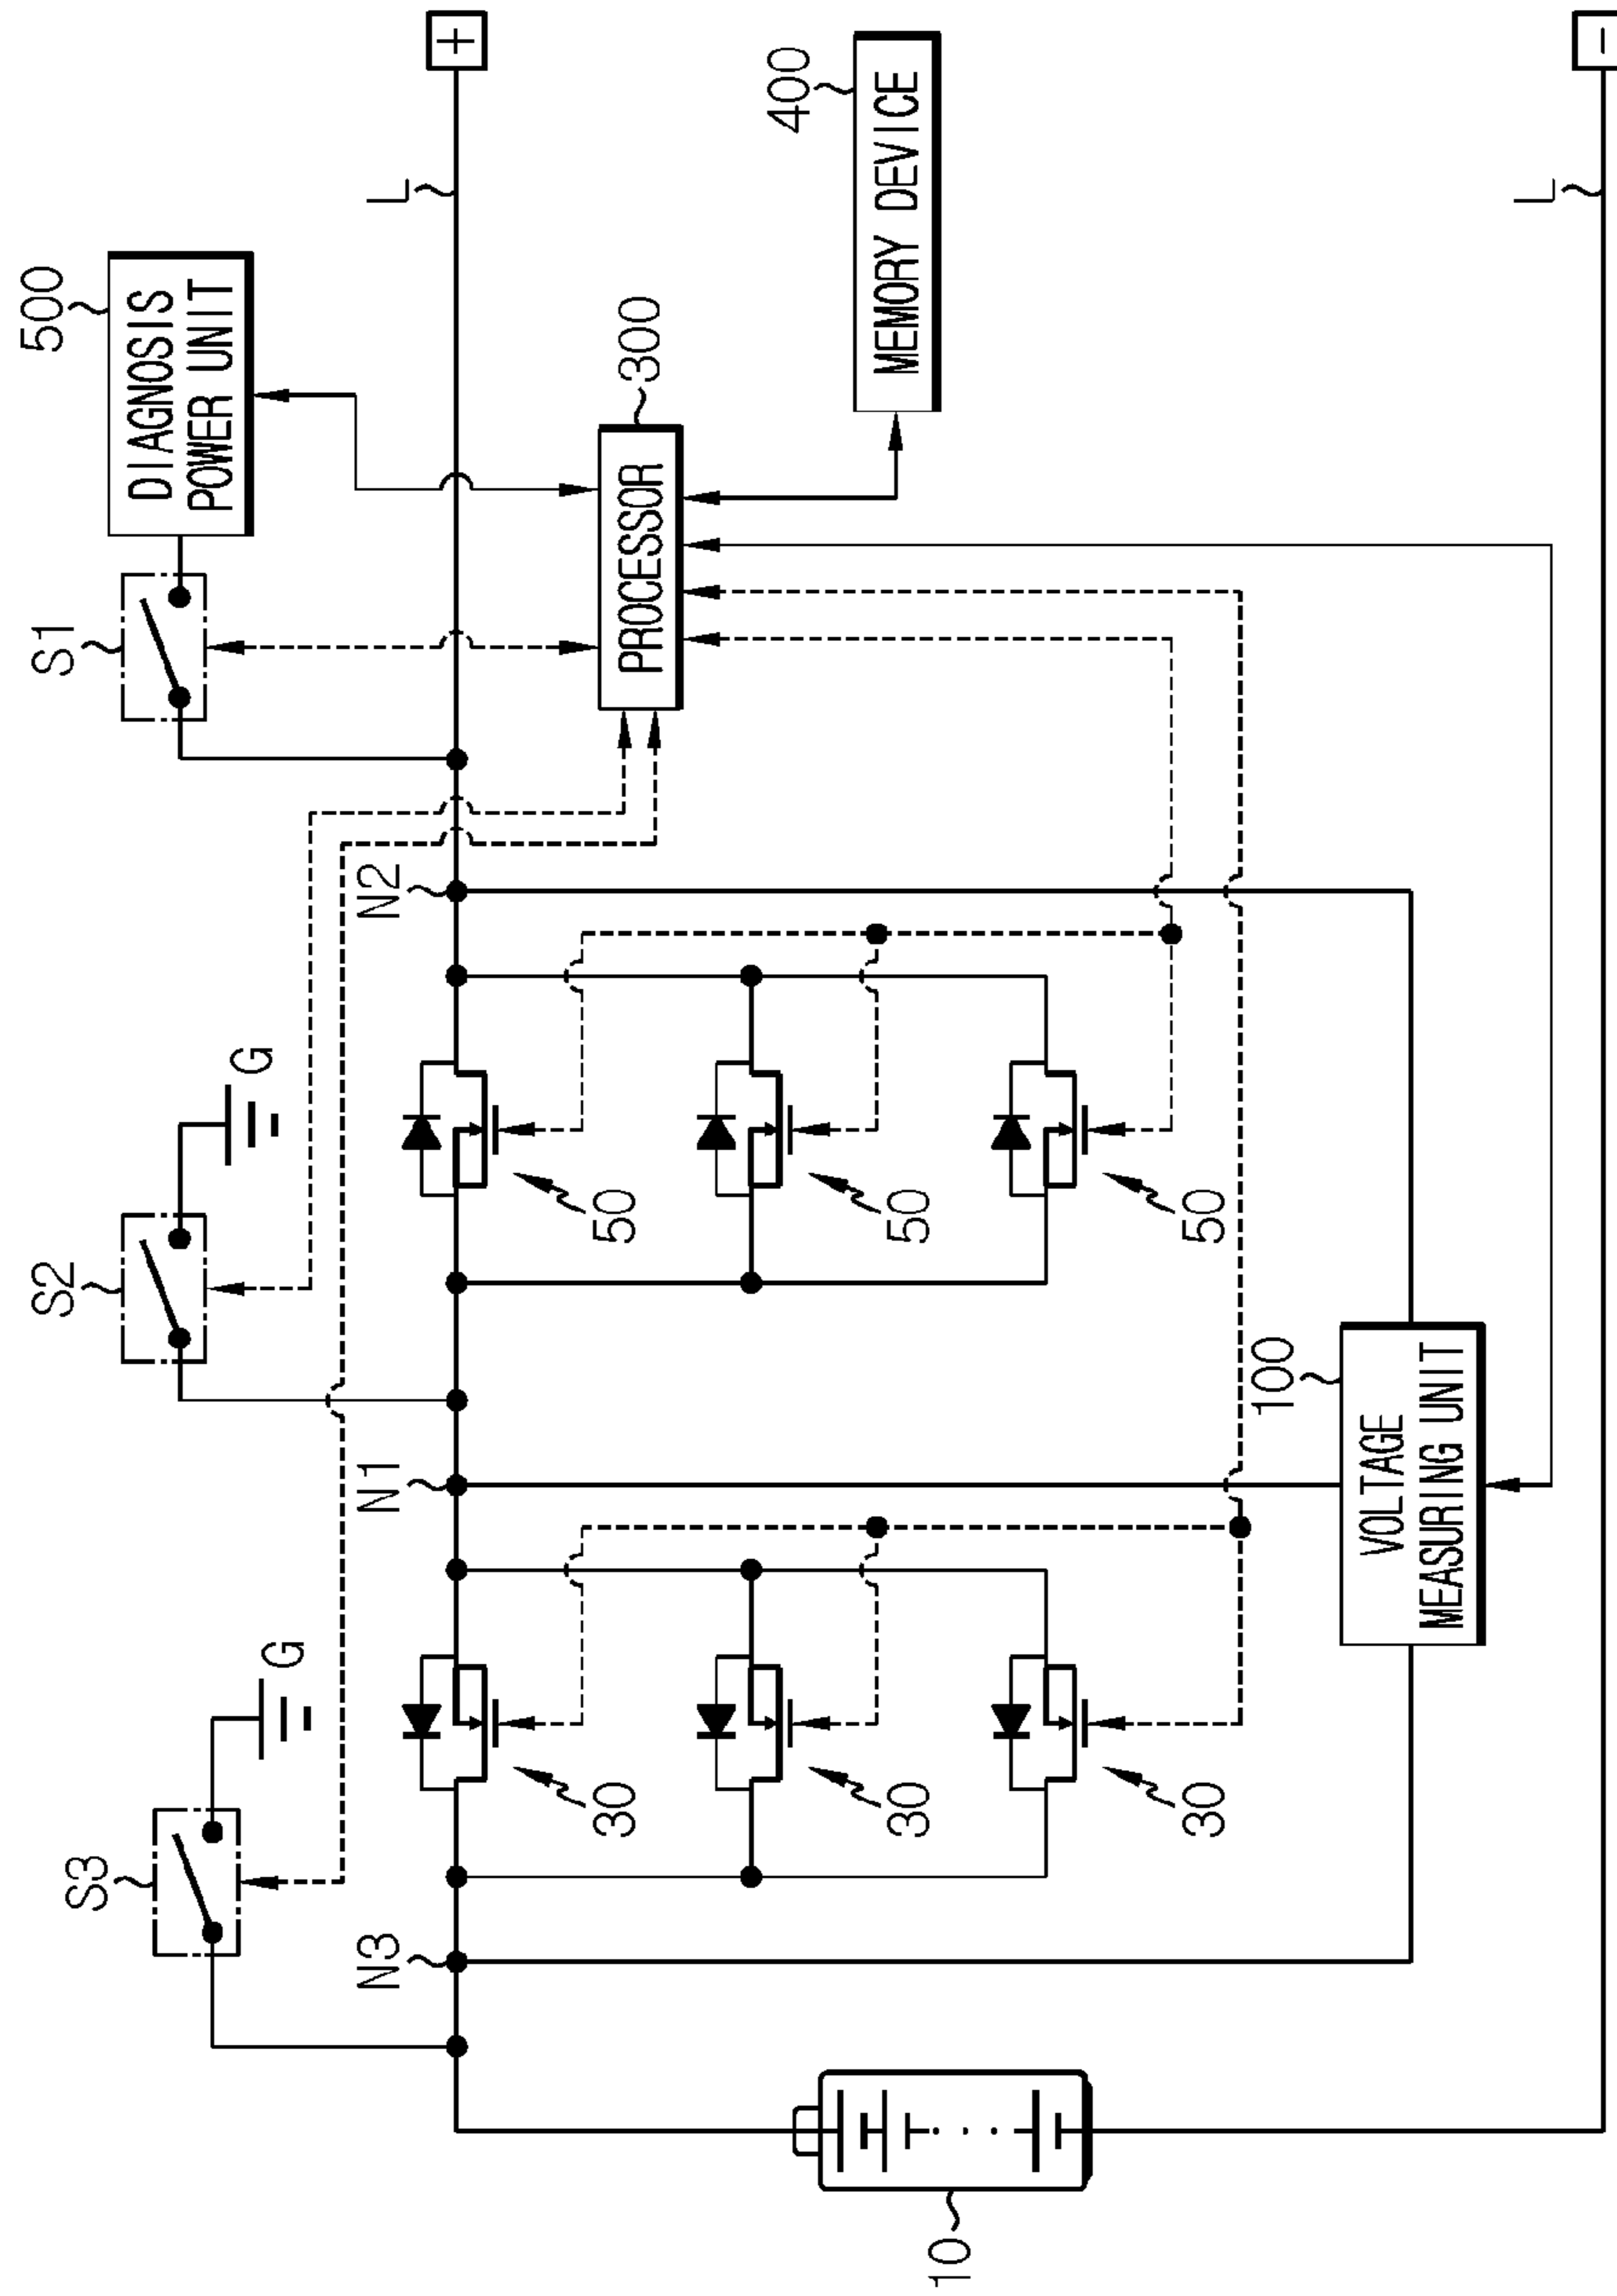 500
DIAGNOSIS
POWER UNIT
S1
S2
S3
G
G
L
+
N2
N1
N3
300
PROCESSOR
400
MEMORY DEVICE
50
50
50
30
30
30
100
VOLTAGE
MEASURING UNIT
10
L
-